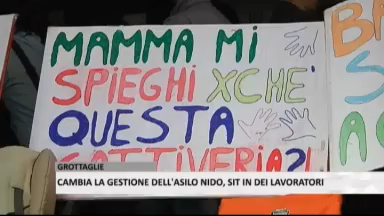 MAMMA MI
SPIEGHI XCHE'
QUESTA
CATTIVERIA?!
GROTTAGLIE
CAMBIA LA GESTIONE DELL'ASILO NIDO, SIT IN DEI LAVORATORI